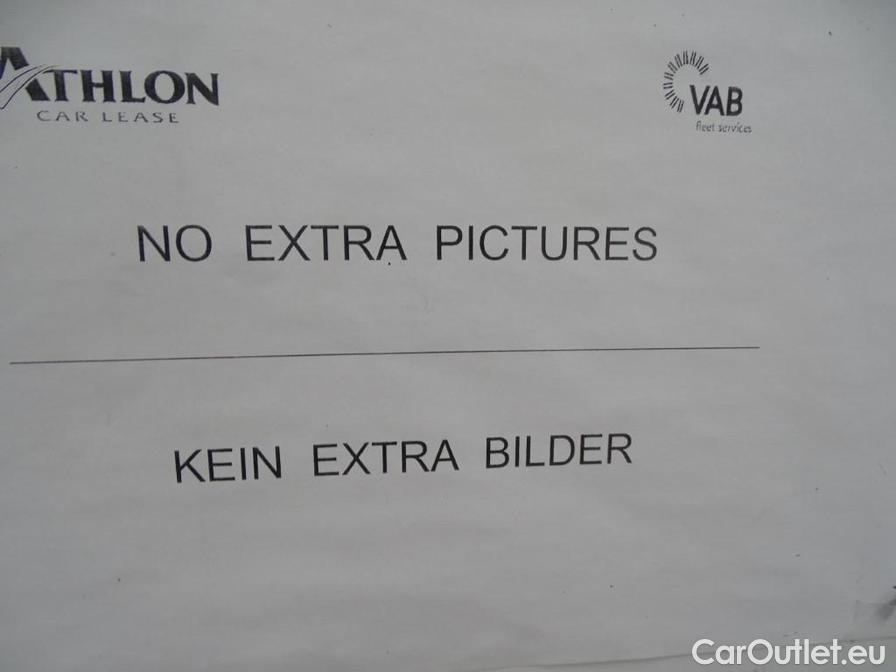 ATHLON
CAR LEASE
VAB
fleet services
NO EXTRA PICTURES
KEIN EXTRA BILDER
CarOutlet.eu